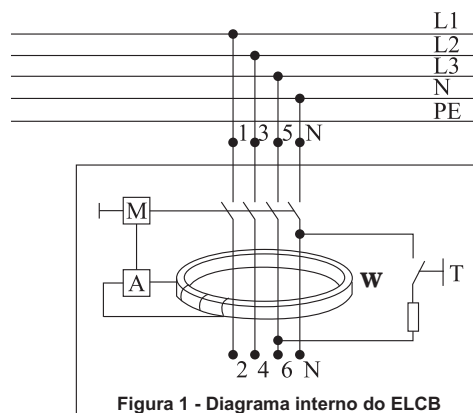 L1
L2
L3
N
PE
1 3 5 N
M
A
W
T
2 4 6 N
Figura 1 - Diagrama interno do ELCB